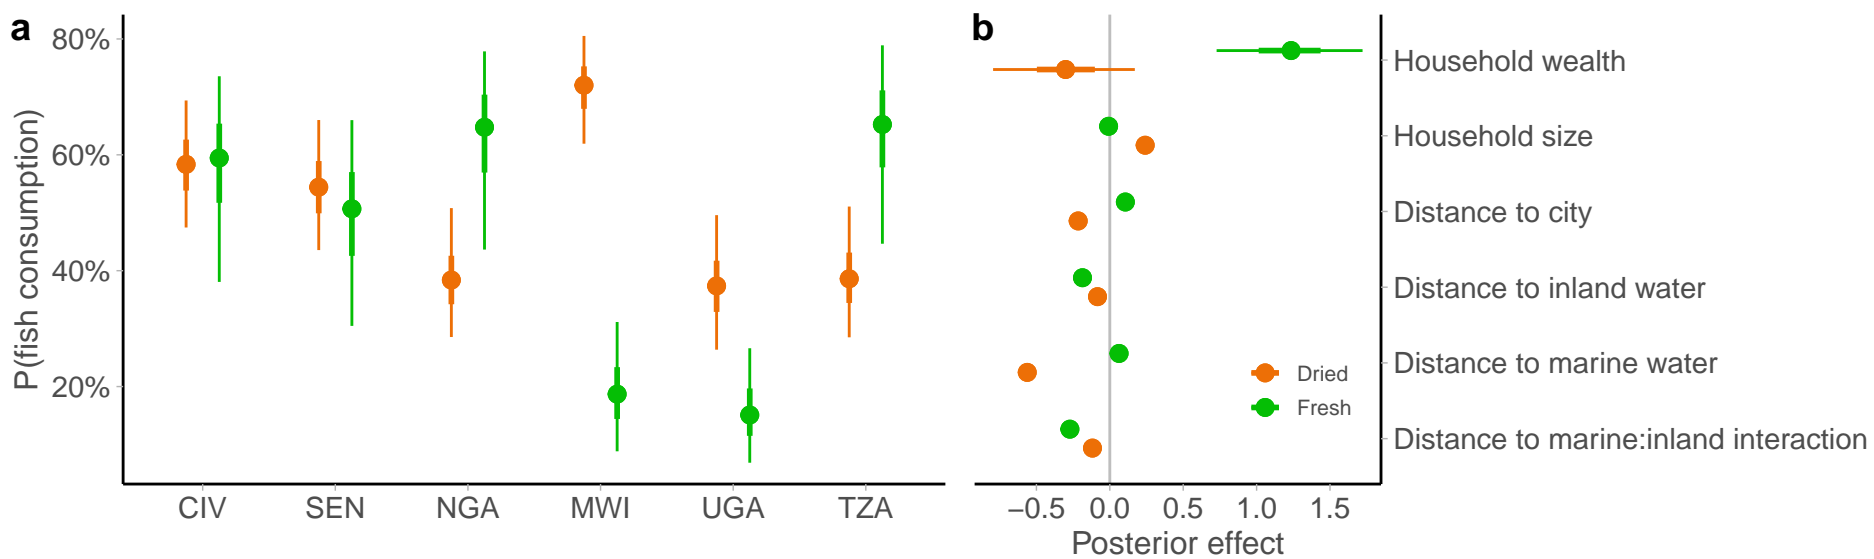 a
80%
60%
40%
20%
P(fish consumption)
CIV SEN NGA MWI UGA TZA
b
Household wealth
Household size
Distance to city
Distance to inland water
Distance to marine water
Distance to marine:inland interaction
Dried
Fresh
−0.5 0.0 0.5 1.0 1.5
Posterior effect